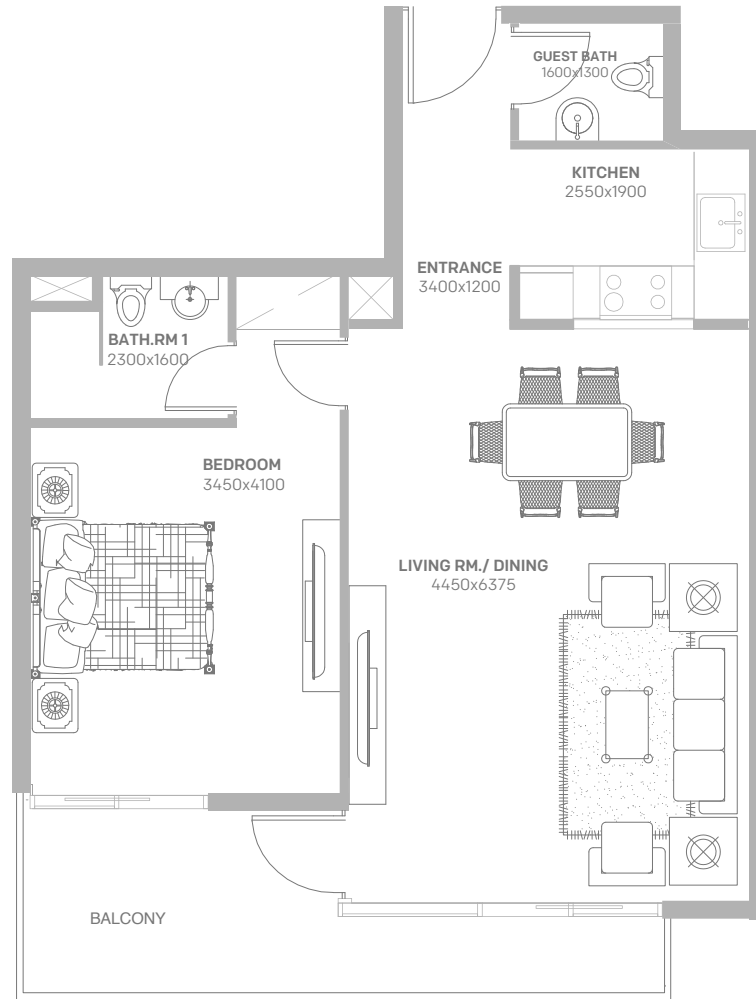 GUEST BATH
1600x1300
KITCHEN
2550x1900
ENTRANCE
3400x1200
BATH.RM 1
2300x1600
BEDROOM
3450x4100
LIVING RM./ DINING
4450x6375
BALCONY